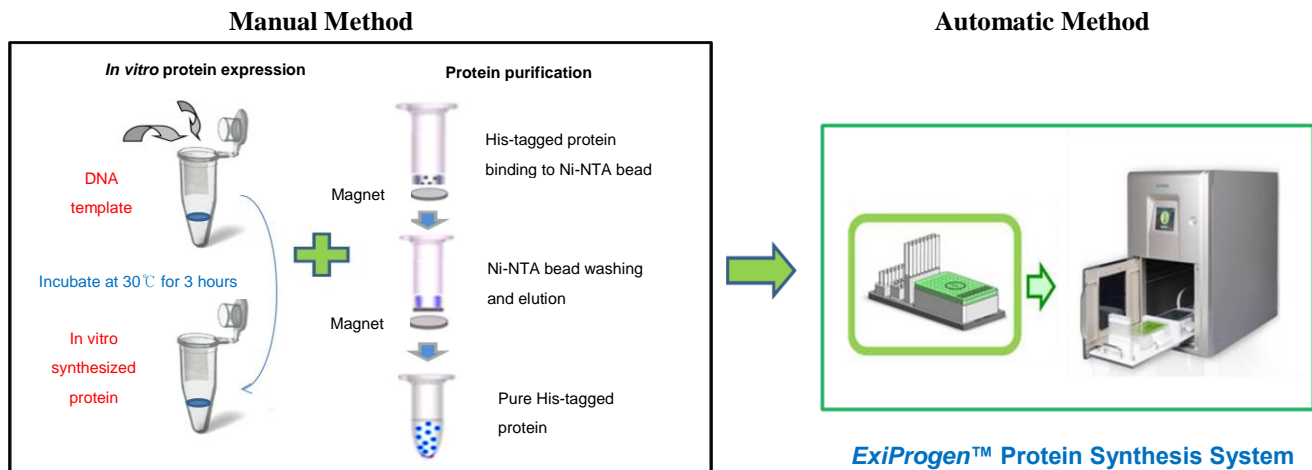 Manual Method
In vitro protein expression
DNA
template
Incubate at 30℃ for 3 hours
In vitro
synthesized
protein
Protein purification
His-tagged protein
binding to Ni-NTA bead
Magnet
Ni-NTA bead washing
and elution
Magnet
Pure His-tagged
protein
Automatic Method
ExiProgen™ Protein Synthesis System